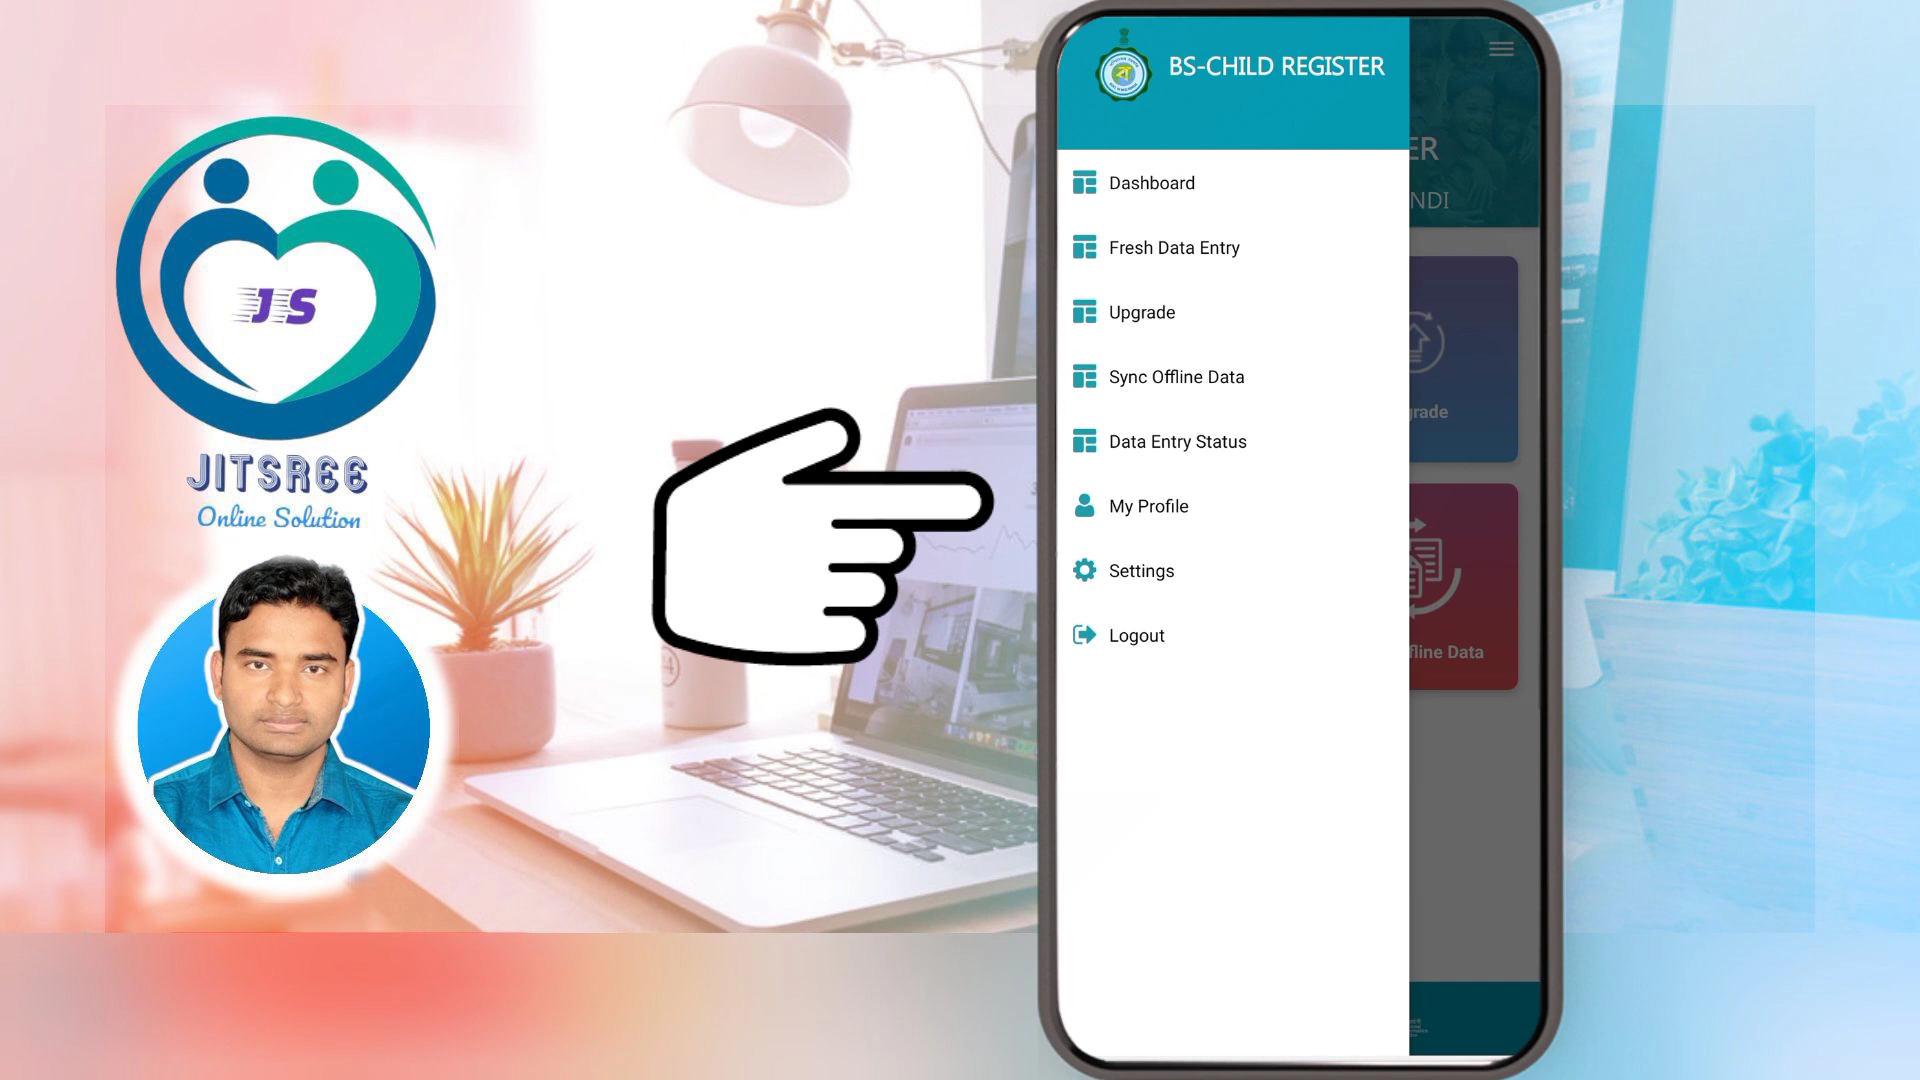 JS
JITSREE
Online Solution
BS-CHILD REGISTER
Dashboard
Fresh Data Entry
Upgrade
Sync Offline Data
Data Entry Status
My Profile
Settings
Logout
ER
NDI
grade
fline Data